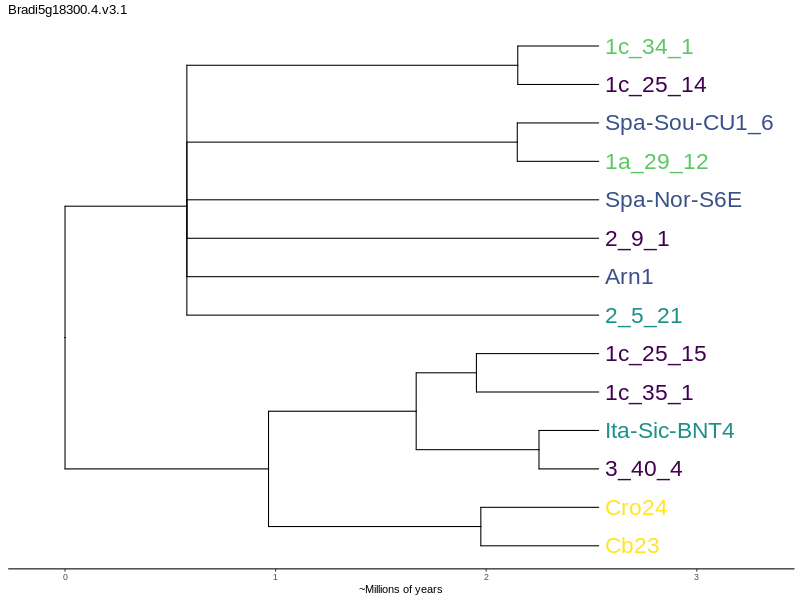 Bradi5g18300.4.v3.1
1c_34_1
1c_25_14
Spa-Sou-CU1_6
1a_29_12
Spa-Nor-S6E
2_9_1
Arn1
2_5_21
1c_25_15
1c_35_1
Ita-Sic-BNT4
3_40_4
Cro24
Cb23
0 1 2 3
~Millions of years